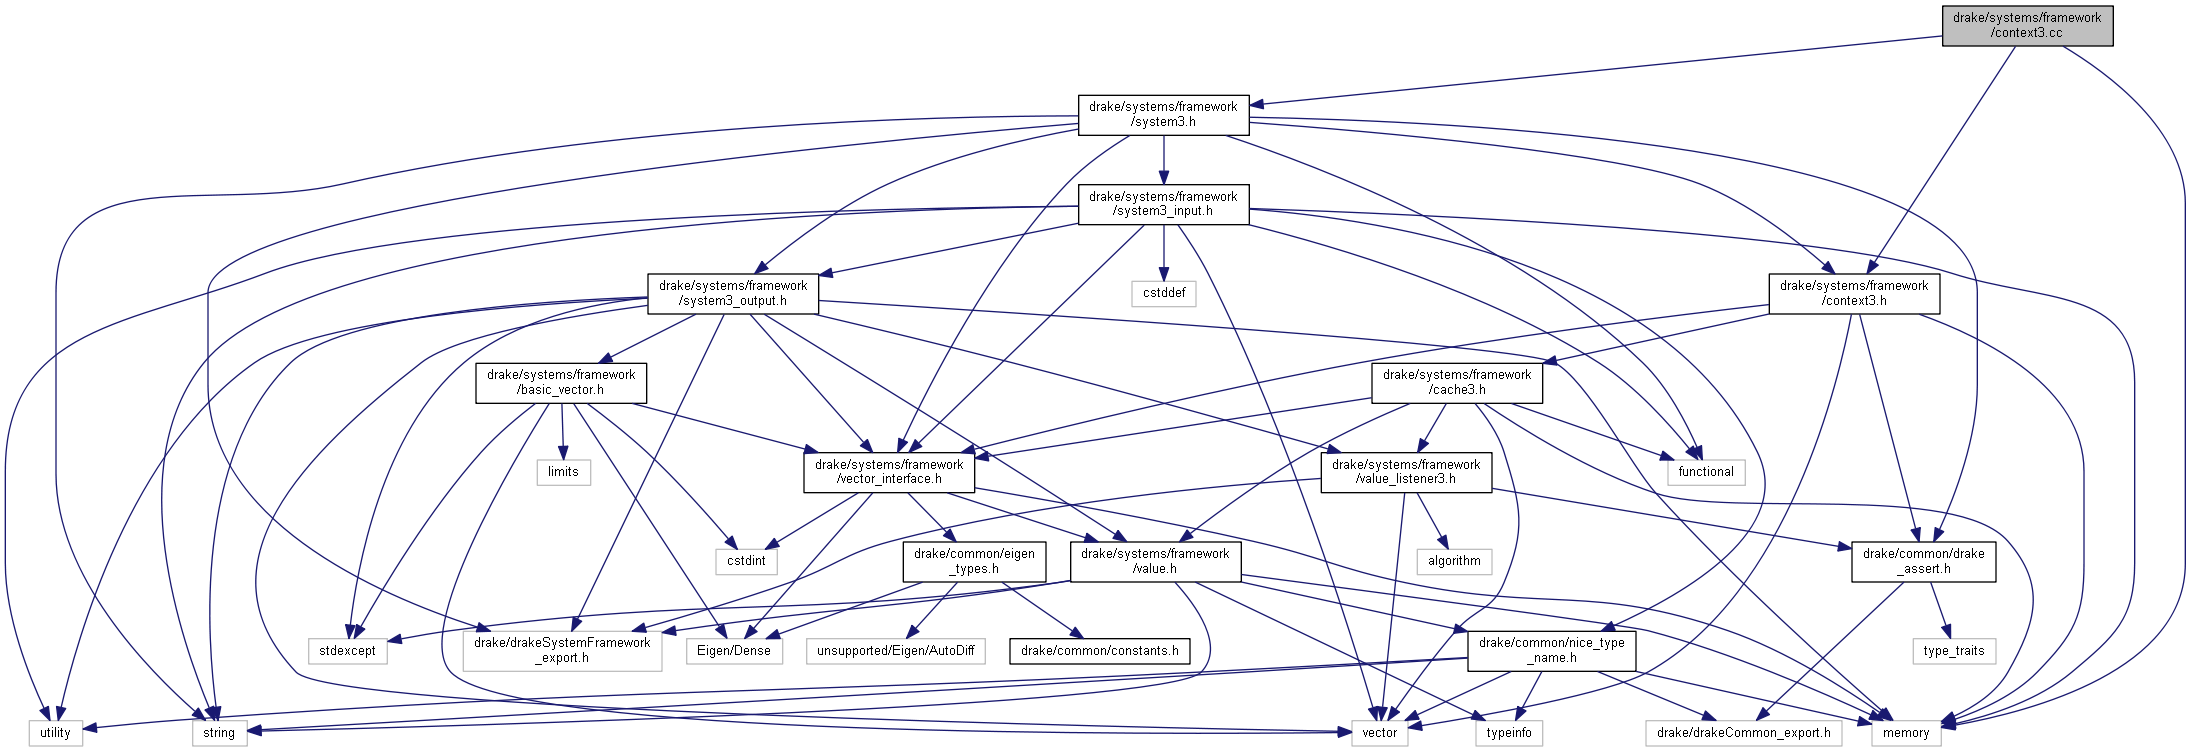 drake/systems/framework
/context3.cc
drake/systems/framework
/system3.h
drake/systems/framework
/system3_input.h
drake/systems/framework
/system3_output.h
cstddef
drake/systems/framework
/context3.h
drake/systems/framework
/basic_vector.h
drake/systems/framework
/cache3.h
limits
drake/systems/framework
/vector_interface.h
drake/systems/framework
/value_listener3.h
functional
cstdint
drake/common/eigen
_types.h
drake/systems/framework
/value.h
algorithm
drake/common/drake
_assert.h
stdexcept
drake/drakeSystemFramework
_export.h
Eigen/Dense
unsupported/Eigen/AutoDiff
drake/common/constants.h
drake/common/nice_type
_name.h
type_traits
utility
string
vector
typeinfo
drake/drakeCommon_export.h
memory